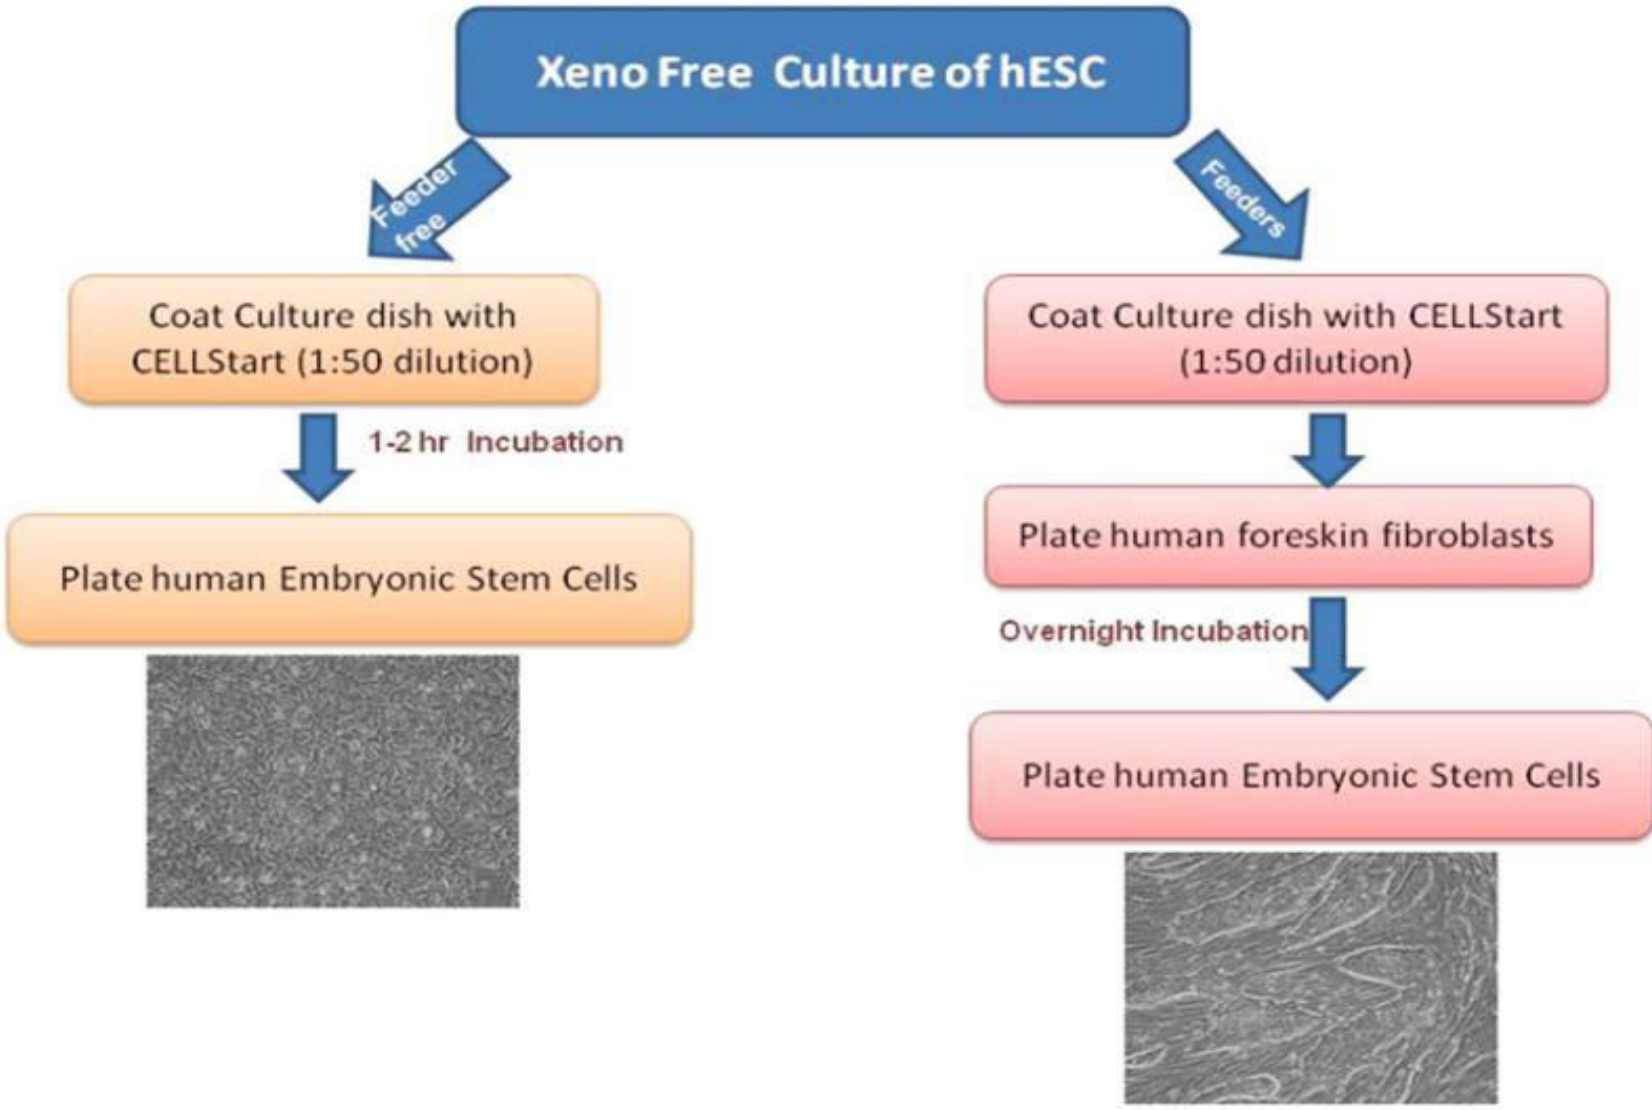 Xeno Free Culture of hESC
Feeder
free
Feeders
Coat Culture dish with
CELLStart (1:50 dilution)
1-2 hr Incubation
Plate human Embryonic Stem Cells
Coat Culture dish with CELLStart
(1:50 dilution)
Plate human foreskin fibroblasts
Overnight Incubation
Plate human Embryonic Stem Cells